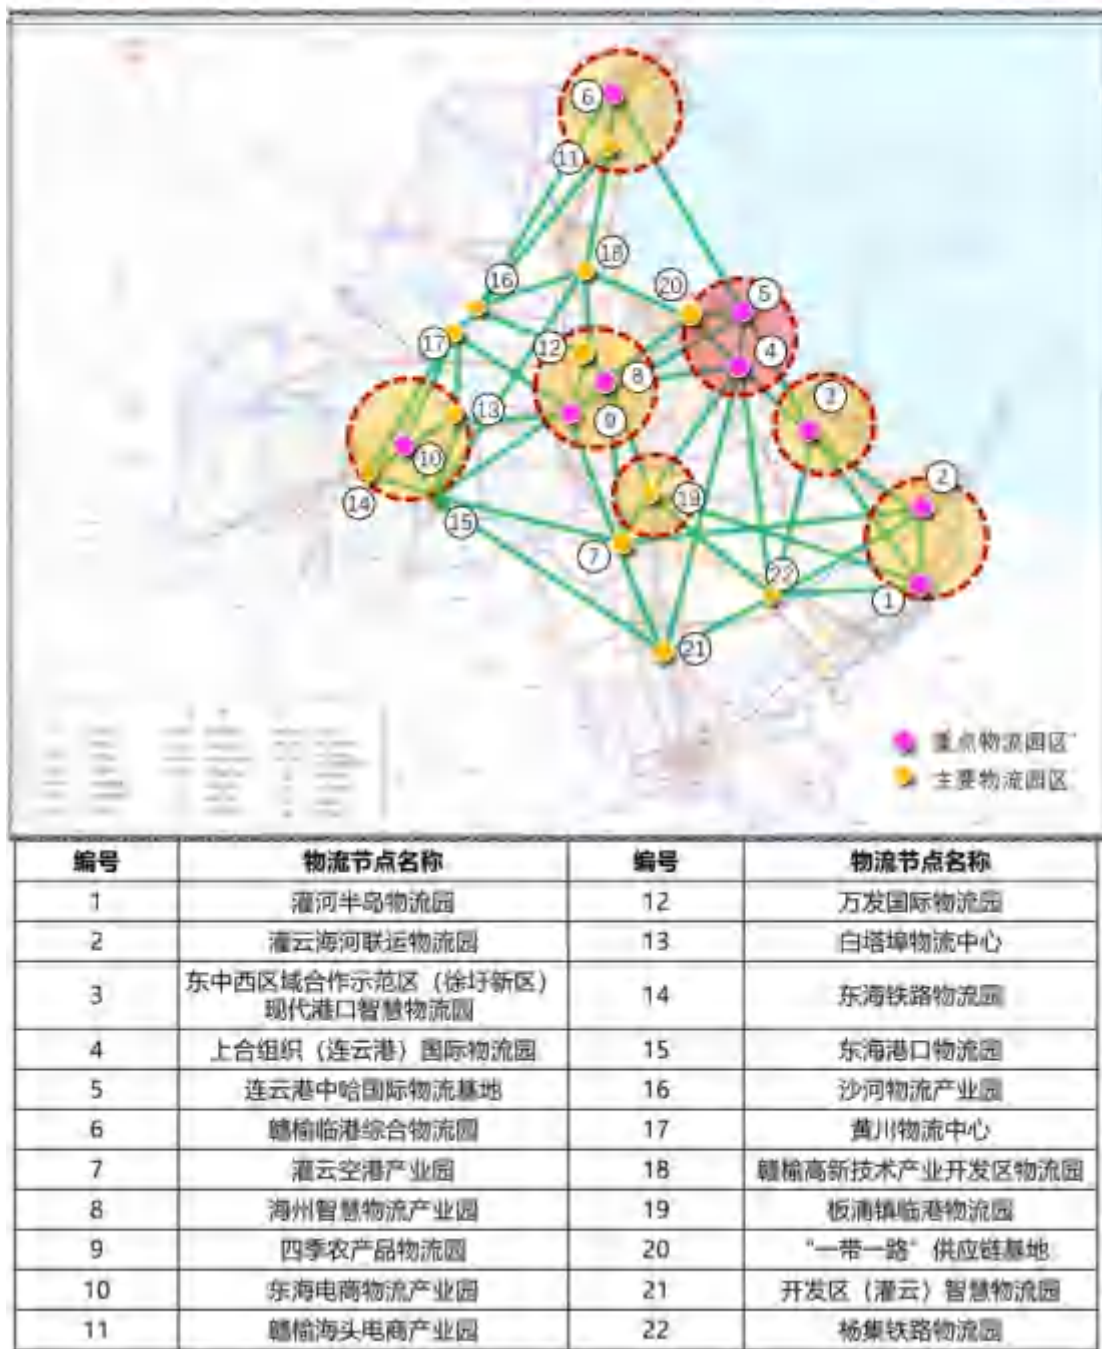 6
11
18
16
20
5
17
12
4
8
3
13
9
10
2
14
19
15
7
22
1
21
重点物流园区
主要物流园区
编号 物流节点名称 编号 物流节点名称
1 灌河半岛物流园 12 万发国际物流园
2 灌云海河联运物流园 13 白塔埠物流中心
3 东中西区域合作示范区（徐圩新区）
现代港口智慧物流园 14 东海铁路物流园
4 上合组织（连云港）国际物流园 15 东海港口物流园
5 连云港中哈国际物流基地 16 沙河物流产业园
6 赣榆临港综合物流园 17 黄川物流中心
7 灌云空港产业园 18 赣榆高新技术产业开发区物流园
8 海州智慧物流产业园 19 板浦镇临港物流园
9 四季农产品物流园 20 “一带一路”供应链基地
10 东海电商物流产业园 21 开发区（灌云）智慧物流园
11 赣榆海头电商产业园 22 杨集铁路物流园